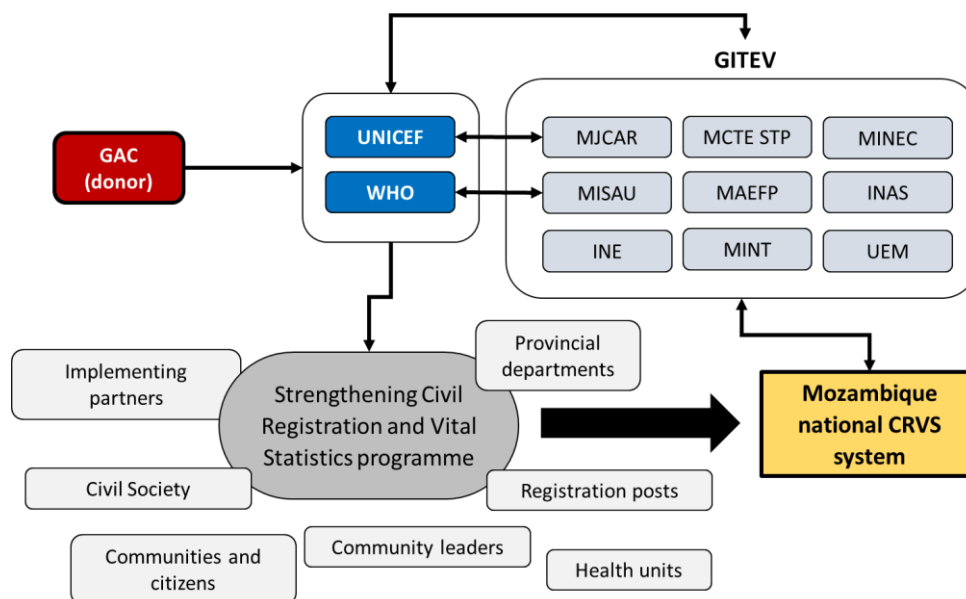 GITEV
UNICEF
WHO
GAC
(donor)
MJCAR
MCTE STP
MINEC
MISAU
MAEFP
INAS
INE
MINT
UEM
Implementing
partners
Provincial
departments
Strengthening Civil
Registration and Vital
Statistics programme
Mozambique
national CRVS
system
Civil Society
Registration posts
Communities and
citizens
Community leaders
Health units